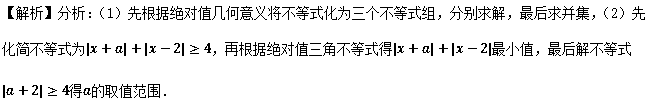 【解析】分析：（1）先根据绝对值几何意义将不等式化为三个不等式组，分别求解，最后求并集，（2）先
化简不等式为|x + a| + |x − 2| ≥ 4，再根据绝对值三角不等式得|x + a| + |x − 2|最小值，最后解不等式
|a + 2| ≥ 4得a的取值范围．